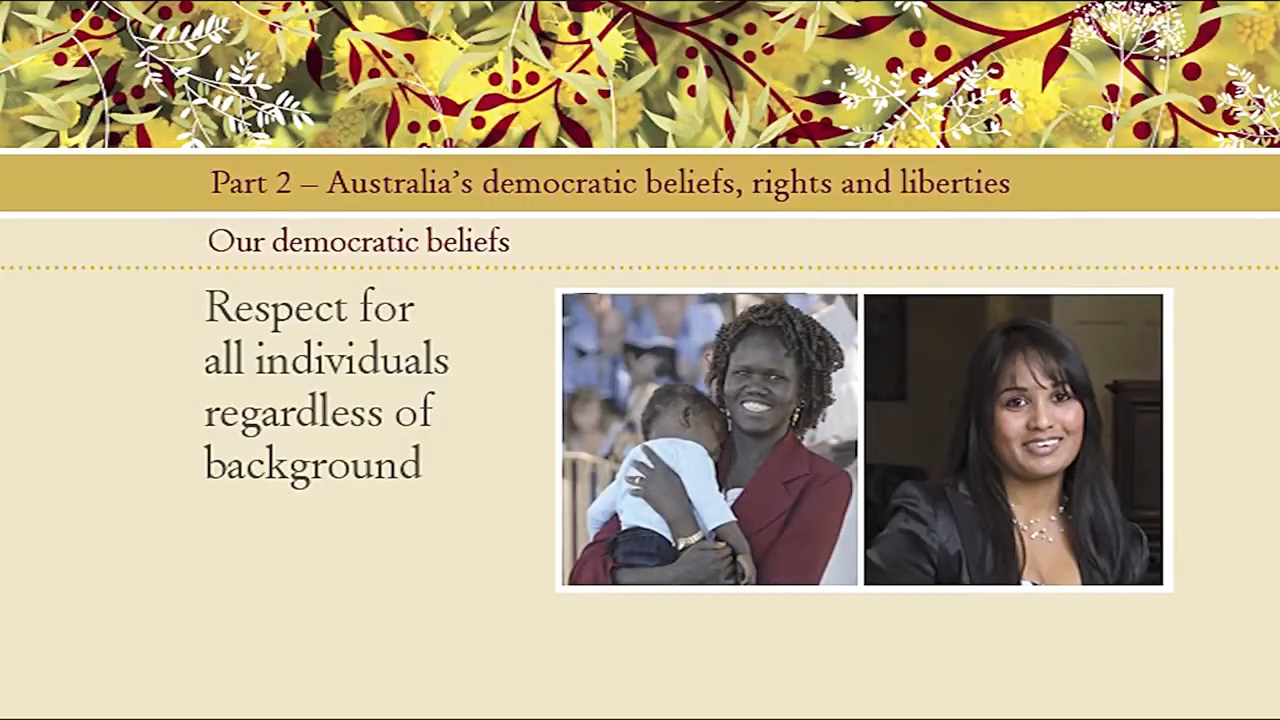 Part 2 – Australia’s democratic beliefs, rights and liberties
Our democratic beliefs
Respect for
all individuals
regardless of
background